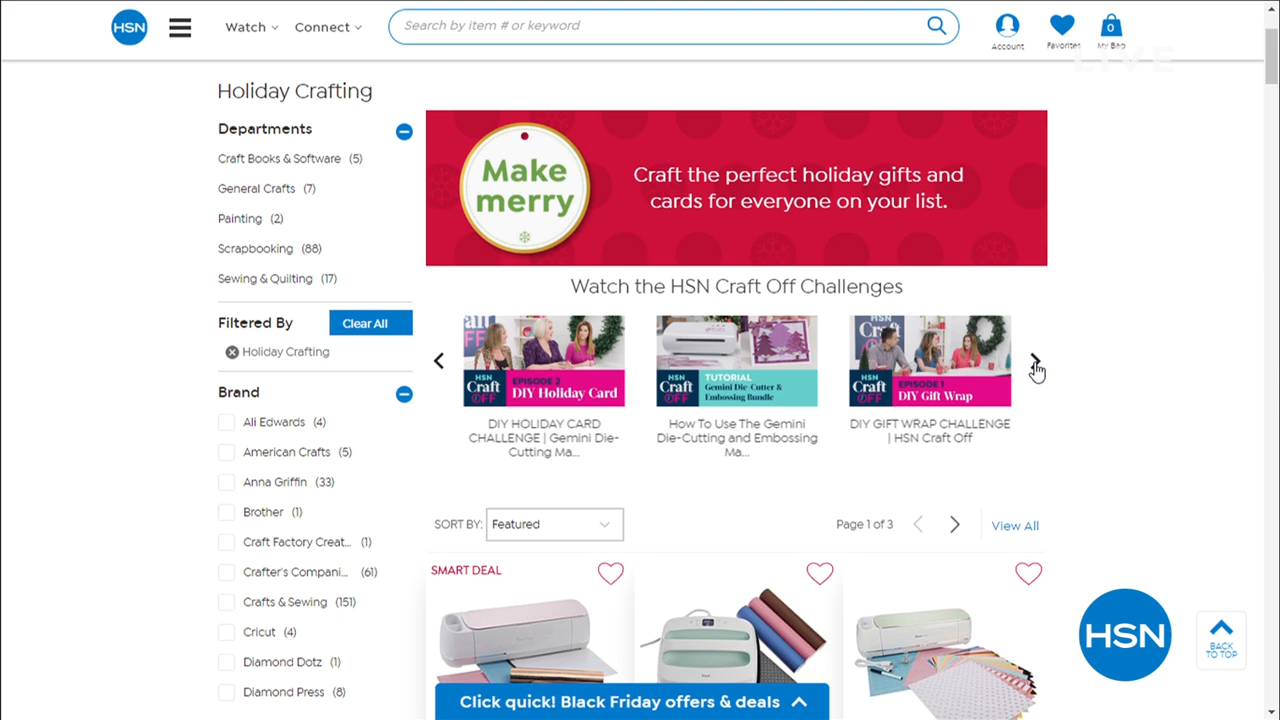 HSN
Watch
Connect
Search by item # or keyword
Account
Favorites
0
My Bag
LIVE
Holiday Crafting
Departments
Craft Books & Software (5)
General Crafts (7)
Painting (2)
Scrapbooking (88)
Sewing & Quilting (17)
Filtered By
Clear All
Holiday Crafting
Brand
Ali Edwards (4)
American Crafts (5)
Anna Griffin (33)
Brother (1)
Craft Factory Creat... (1)
Crafter's Compani... (61)
Crafts & Sewing (151)
Cricut (4)
Diamond Dotz (1)
Diamond Press (8)
Make
merry
Craft the perfect holiday gifts and
cards for everyone on your list.
Watch the HSN Craft Off Challenges
HSN
Craft
OFF
EPISODE 2
DIY Holiday Card
DIY HOLIDAY CARD
CHALLENGE | Gemini Die-
Cutting Ma...
HSN
Craft
OFF
TUTORIAL
Gemini Die-Cutter &
Embossing Bundle
How To Use The Gemini
Die-Cutting and Embossing
Ma...
HSN
Craft
OFF
EPISODE 1
DIY Gift Wrap
DIY GIFT WRAP CHALLENGE
| HSN Craft Off
SORT BY: Featured
Page 1 of 3
View All
SMART DEAL
Click quick! Black Friday offers & deals
HSN
BACK
TO TOP